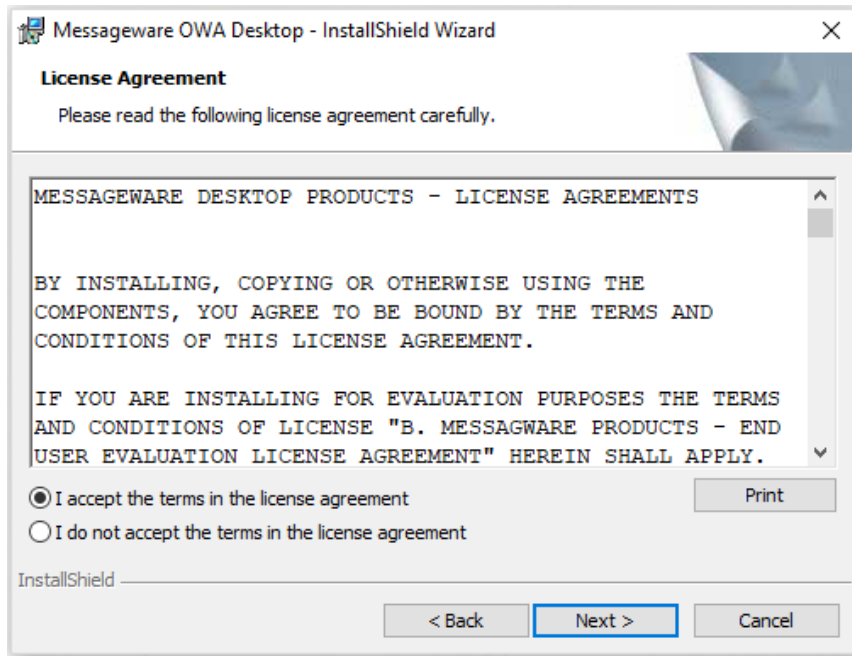 Messageware OWA Desktop - InstallShield Wizard
License Agreement
Please read the following license agreement carefully.
MESSAGEWARE DESKTOP PRODUCTS - LICENSE AGREEMENTS
BY INSTALLING, COPYING OR OTHERWISE USING THE
COMPONENTS, YOU AGREE TO BE BOUND BY THE TERMS AND
CONDITIONS OF THIS LICENSE AGREEMENT.
IF YOU ARE INSTALLING FOR EVALUATION PURPOSES THE TERMS
AND CONDITIONS OF LICENSE "B. MESSAGWARE PRODUCTS - END
USER EVALUATION LICENSE AGREEMENT" HEREIN SHALL APPLY.
I accept the terms in the license agreement
Print
I do not accept the terms in the license agreement
InstallShield
< Back Next > Cancel